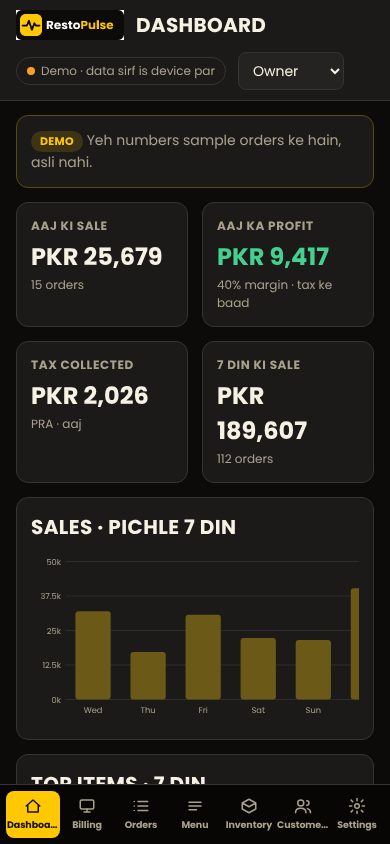 RestoPulse DASHBOARD
Demo · data sirf is device par
Owner
DEMO Yeh numbers sample orders ke hain,
asli nahi.
AAJ KI SALE
PKR 25,679
15 orders
AAJ KA PROFIT
PKR 9,417
40% margin · tax ke
baad
TAX COLLECTED
PKR 2,026
PRA · aaj
7 DIN KI SALE
PKR
189,607
112 orders
SALES · PICHLE 7 DIN
50k
37.5k
25k
12.5k
0k
Wed Thu Fri Sat Sun
TOP ITEMS · 7 DIN
Dashboa... Billing Orders Menu Inventory Custome... Settings